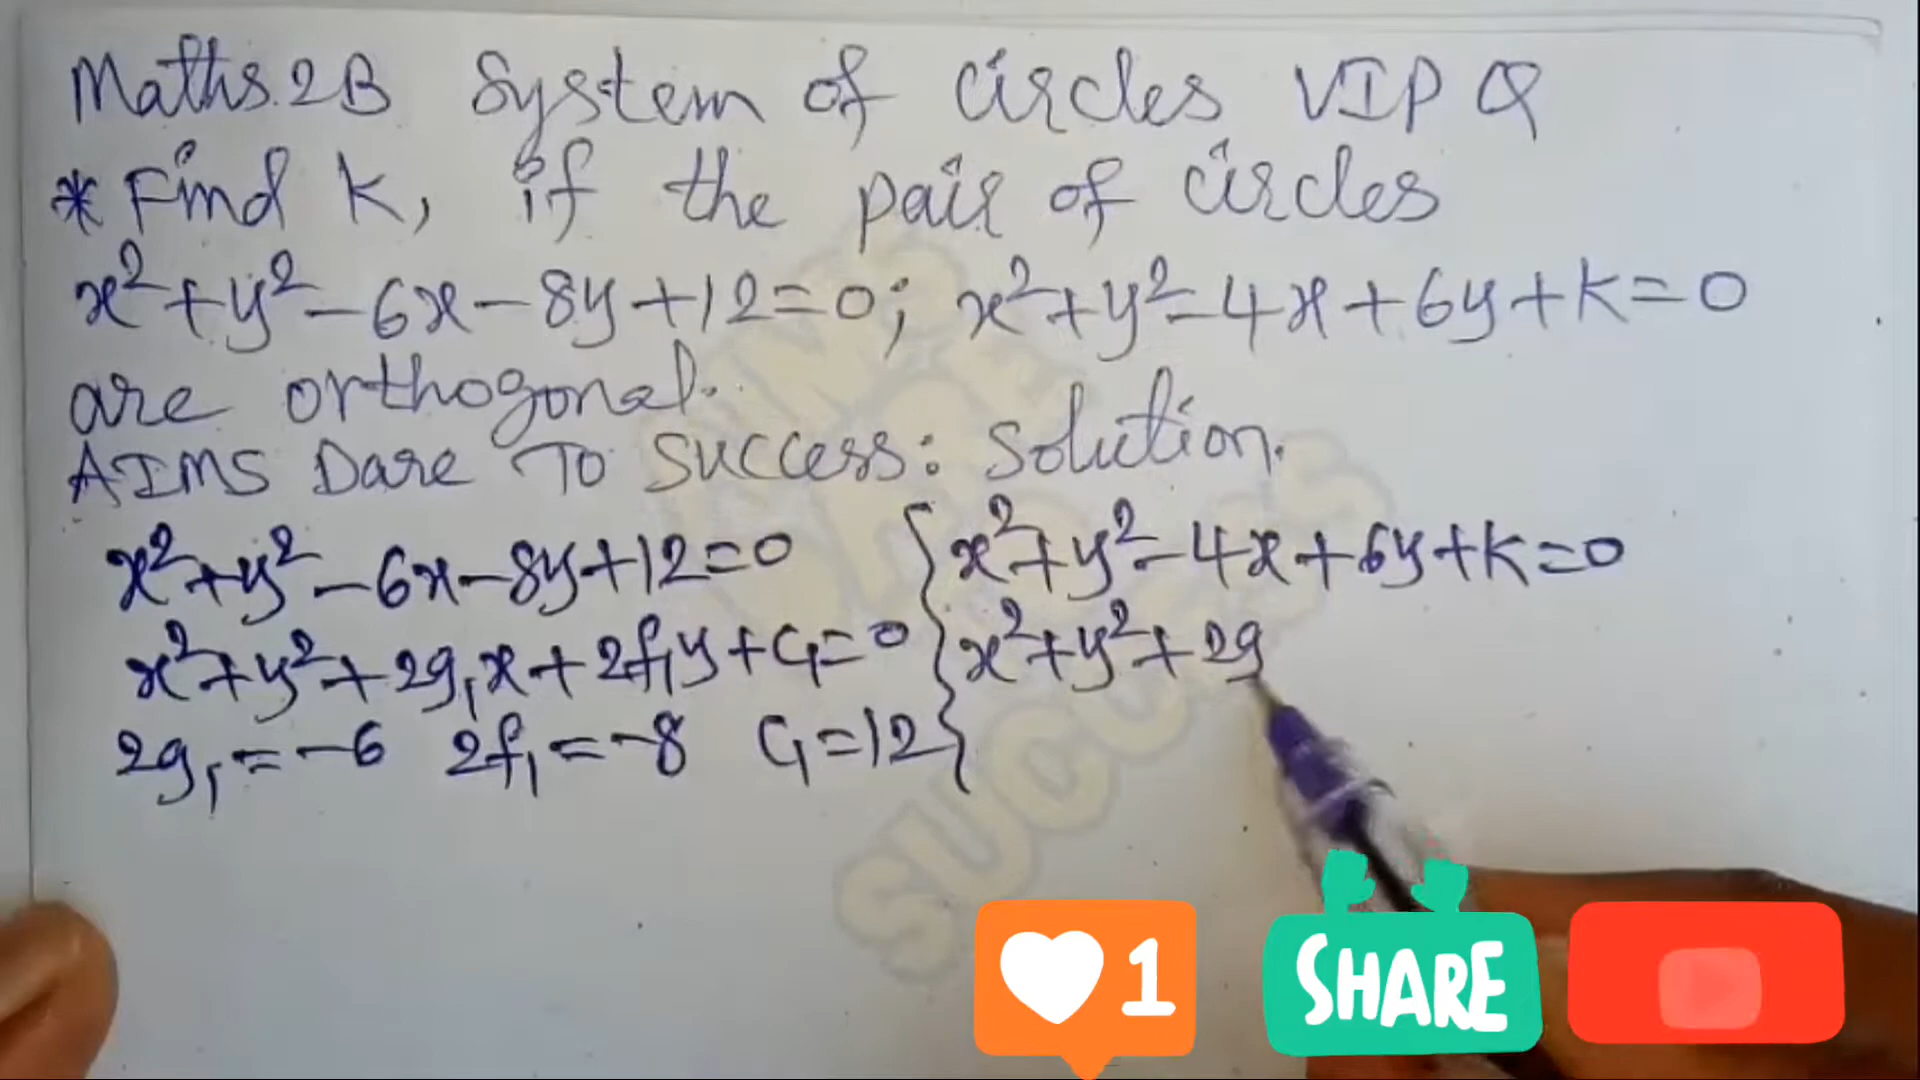 Maths.2B System of circles VIP Q
* Find K, if the pair of circles
x²+y²-6x-8y+12=0; x²+y²-4x+6y+K=0
are orthogonal.
AIMS Dare To Success: Solution.
x²+y²-6x-8y+12=0 { x²+y²-4x+6y+K=0
x²+y²+2g₁x+2f₁y+C₁=0 { x²+y²+2g
2g₁=-6 2f₁=-8 C₁=12
SUCCESS
1 SHARE